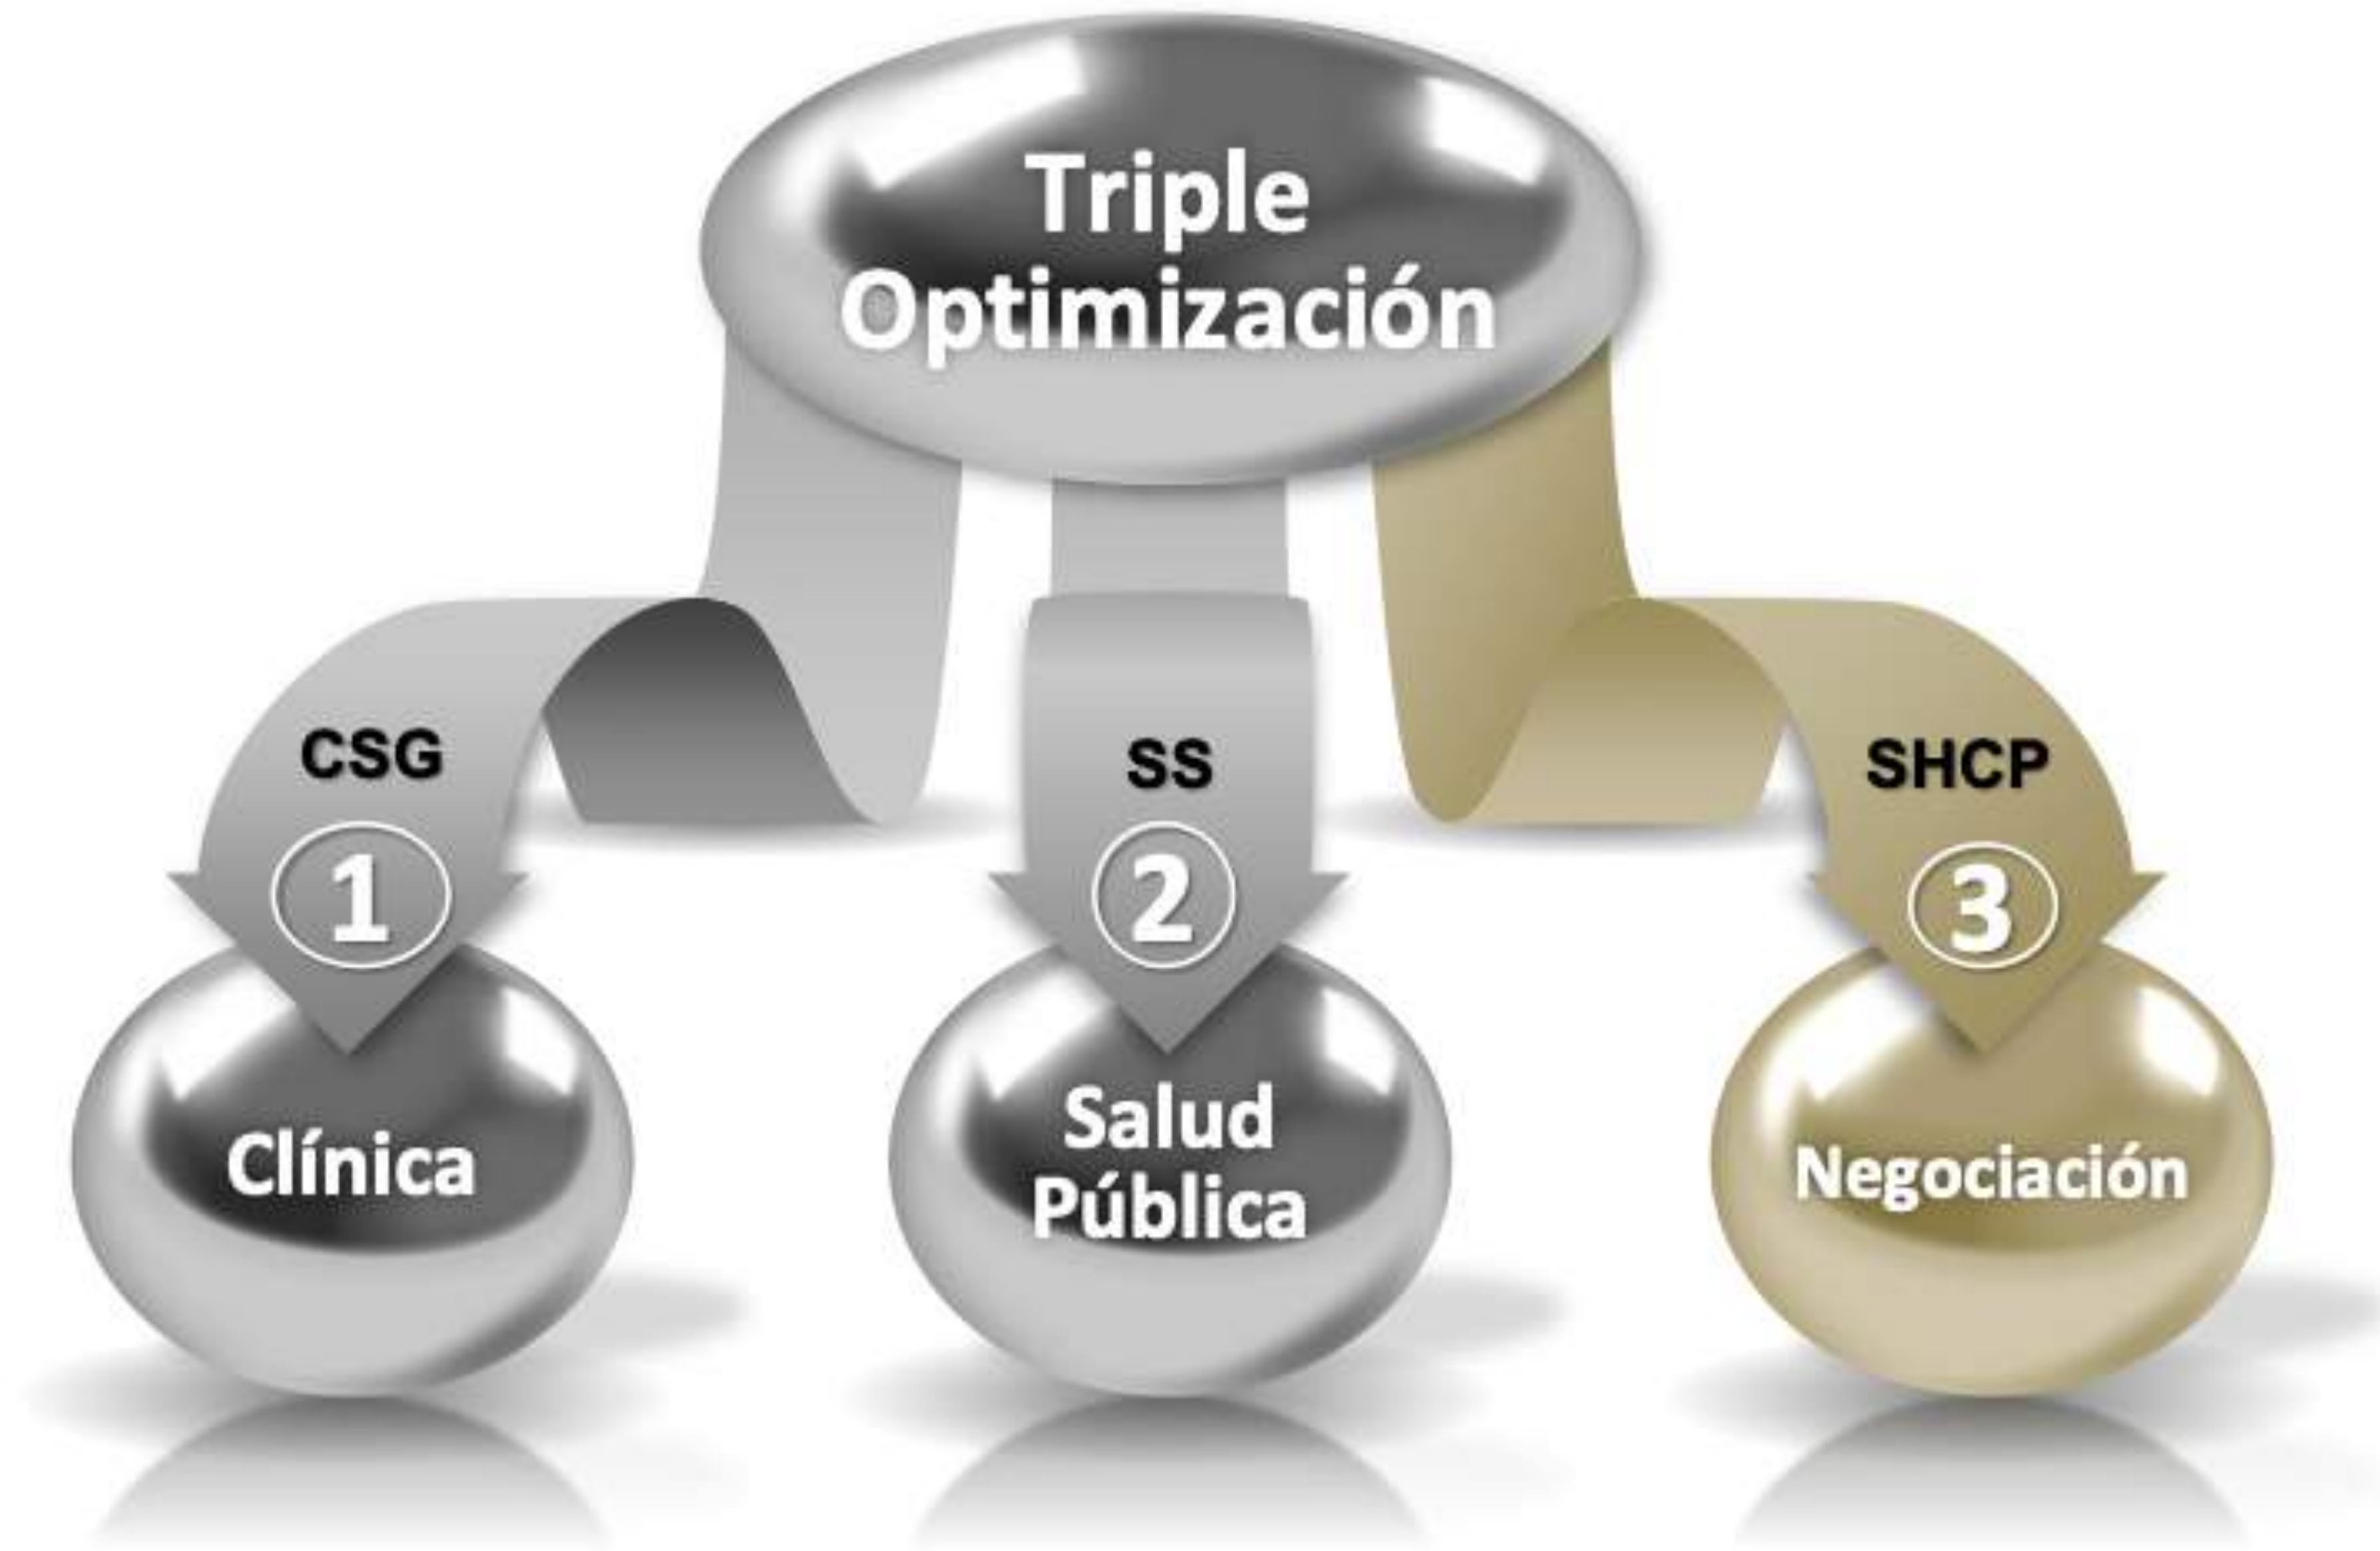 Triple
Optimización
CSG
1
Clínica
SS
2
Salud
Pública
SHCP
3
Negociación